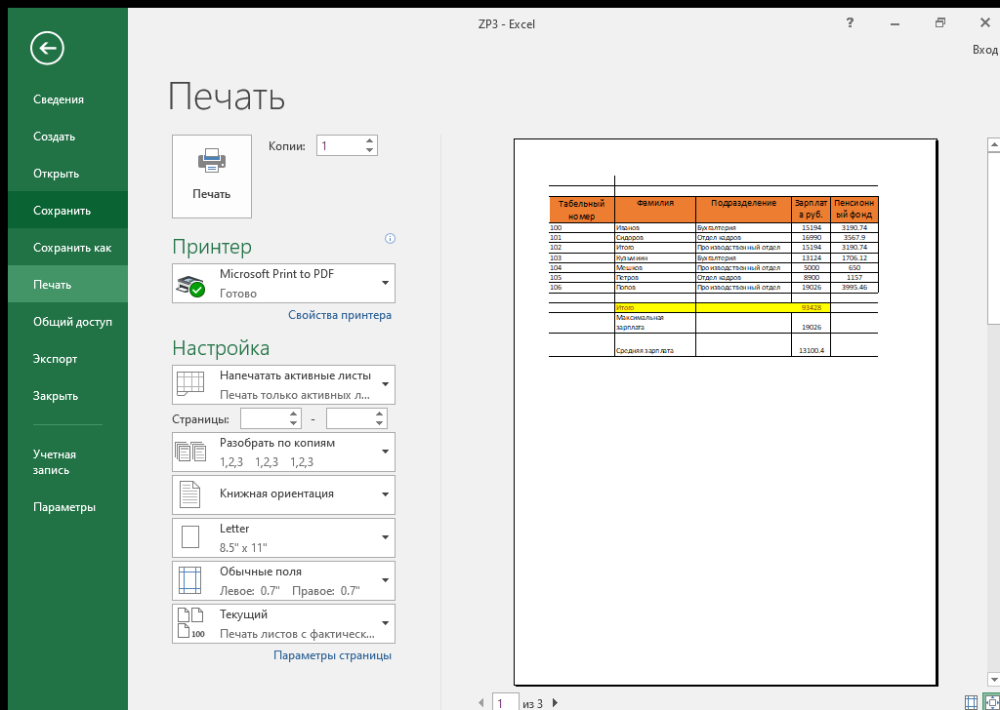 ZP3 - Excel
?
Вход
Сведения
Создать
Открыть
Сохранить
Сохранить как
Печать
Общий доступ
Экспорт
Закрыть
Учетная
запись
Параметры
Печать
Печать
Копии: 1
Принтер
Microsoft Print to PDF
Готово
Свойства принтера
Настройка
Напечатать активные листы
Печать только активных л...
Страницы: -
Разобрать по копиям
1,2,3 1,2,3 1,2,3
Книжная ориентация
Letter
8.5" x 11"
Обычные поля
Левое: 0.7" Правое: 0.7"
Текущий
Печать листов с фактическ...
100
Параметры страницы
Табельный номер Фамилия Подразделение Зарплат а руб. Пенсионн ый фонд
100 Иванов Бухгалтерия 15194 3190.74
101 Сидоров Отдел кадров 16990 3567.9
102 Итого Производственный отдел 15194 3190.74
103 Кузьмин Бухгалтерия 13124 1706.12
104 Мешков Производственный отдел 5000 650
105 Петров Отдел кадров 8900 1157
106 Попов Производственный отдел 19026 3995.46
Итого 93428
Максимальная
зарплата 19026
Средняя зарплата 13100.4
1 из 3